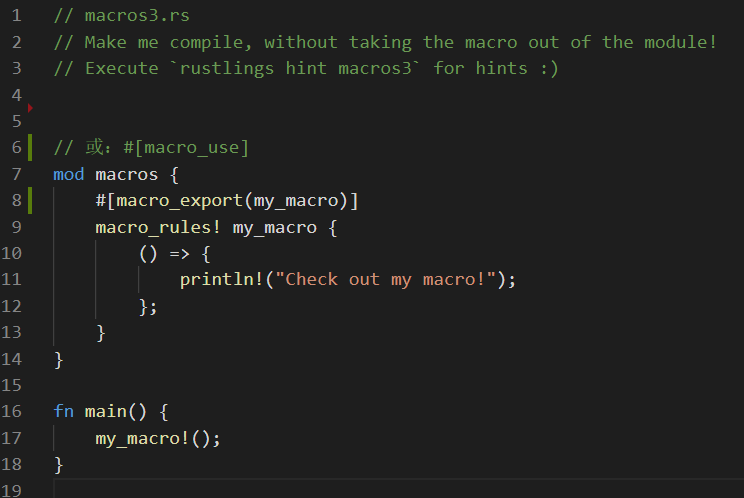 1 // macros3.rs
2 // Make me compile, without taking the macro out of the module!
3 // Execute `rustlings hint macros3` for hints :)
4
5
6 // 或：#[macro_use]
7 mod macros {
8     #[macro_export(my_macro)]
9     macro_rules! my_macro {
10         () => {
11             println!("Check out my macro!");
12         };
13     }
14 }
15
16 fn main() {
17     my_macro!();
18 }
19